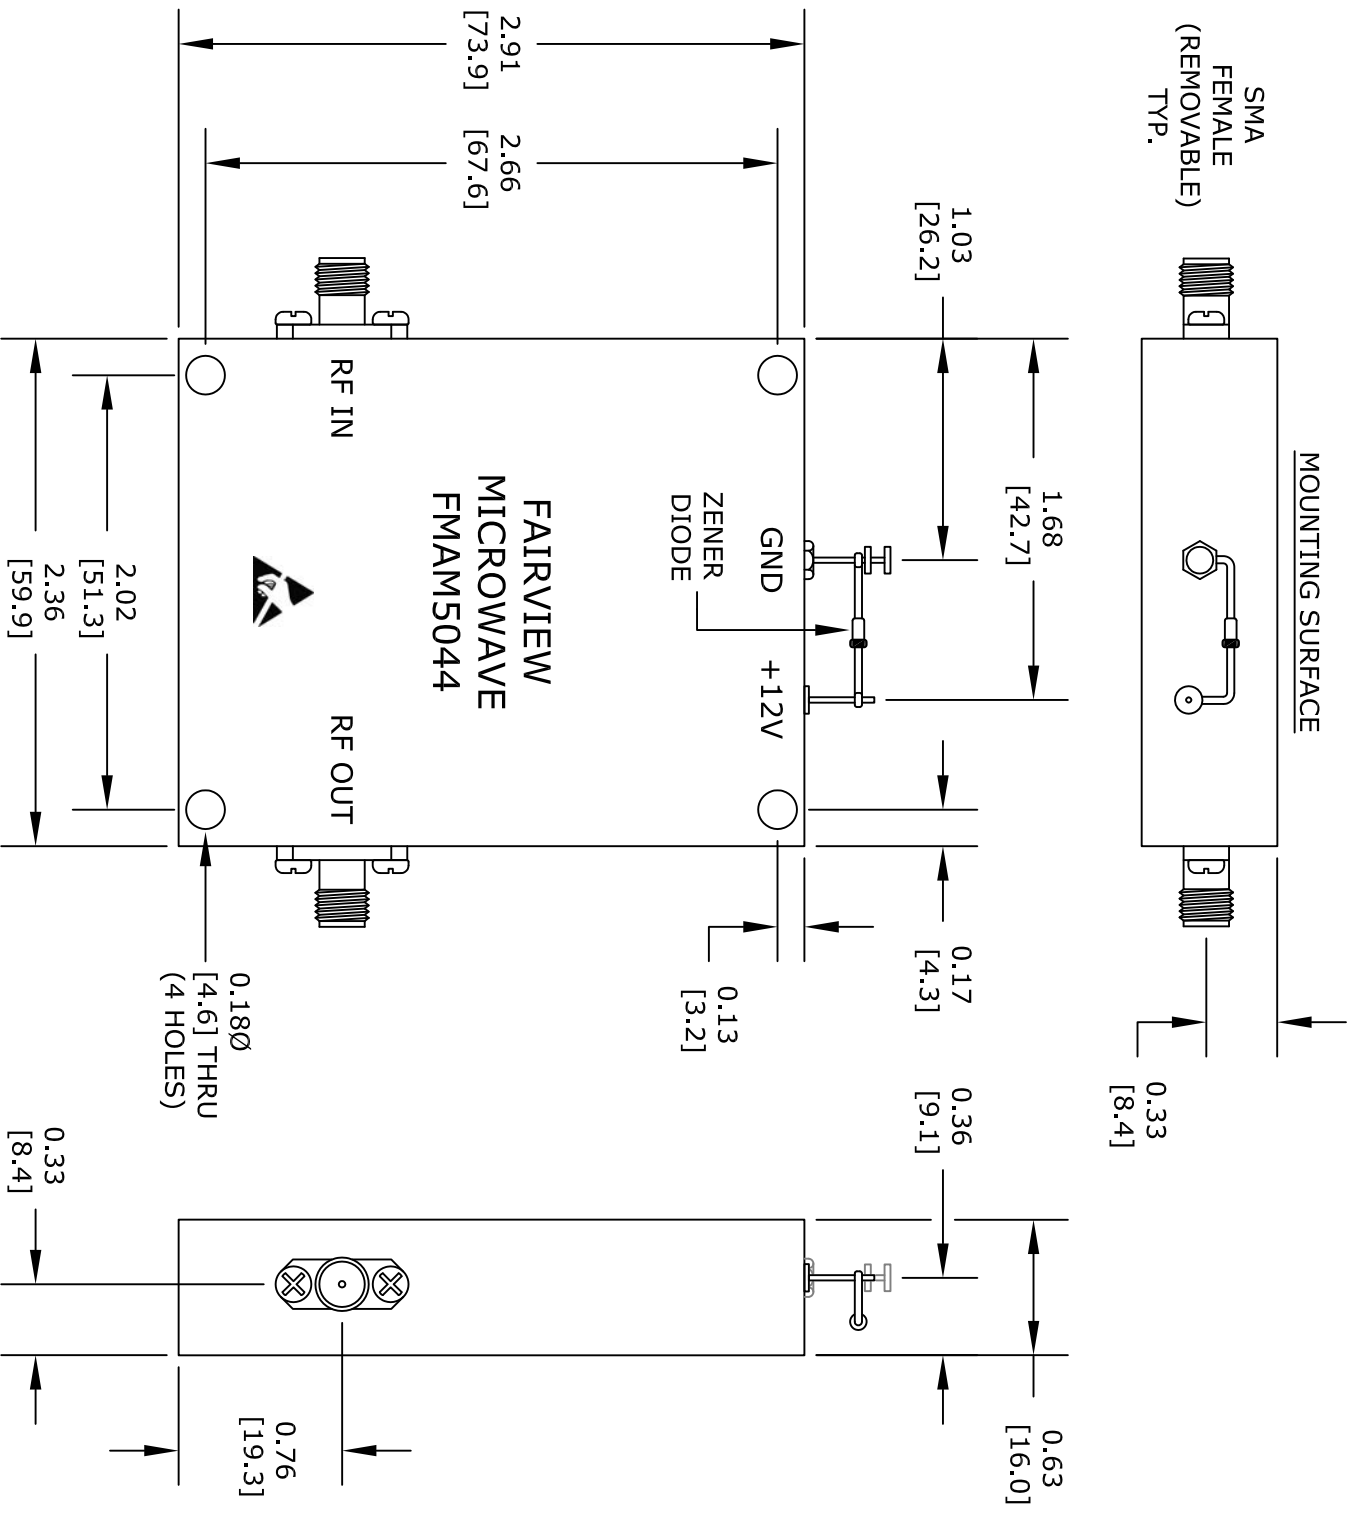 SMA
FEMALE
(REMOVABLE)
TYP.
MOUNTING SURFACE
0.33
[8.4]
1.03
[26.2]
1.68
[42.7]
0.17
[4.3]
0.36
[9.1]
0.63
[16.0]
2.91
[73.9]
2.66
[67.6]
GND
+12V
ZENER
DIODE
0.13
[3.2]
FAIRVIEW
MICROWAVE
FMAM5044
RF IN
RF OUT
0.18Ø
[4.6] THRU
(4 HOLES)
0.76
[19.3]
2.02
[51.3]
2.36
[59.9]
0.33
[8.4]